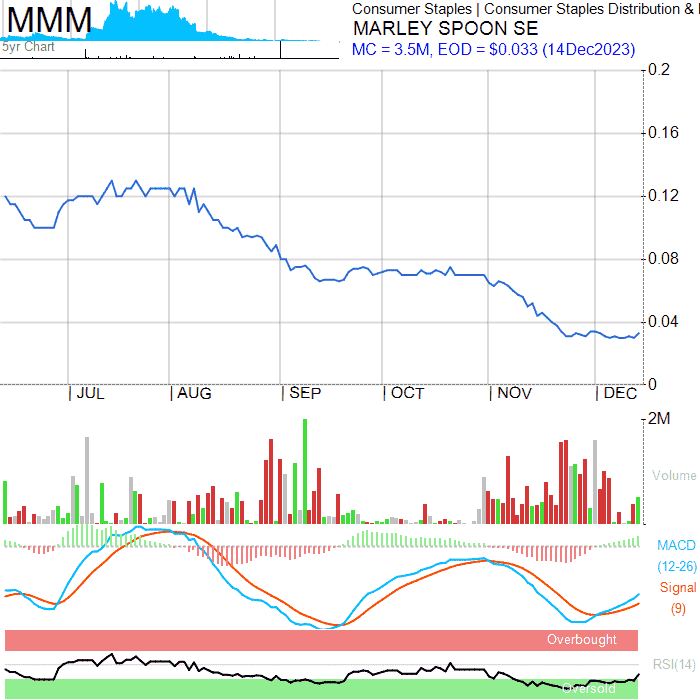 MMM
5yr Chart
Consumer Staples | Consumer Staples Distribution &
MARLEY SPOON SE
MC = 3.5M, EOD = $0.033 (14Dec2023)
0.2
0.16
0.12
0.08
0.04
0
| JUL | AUG | SEP | OCT | NOV | DEC
2M
Volume
MACD
(12-26)
Signal
(9)
Overbought
RSI(14)
Oversold